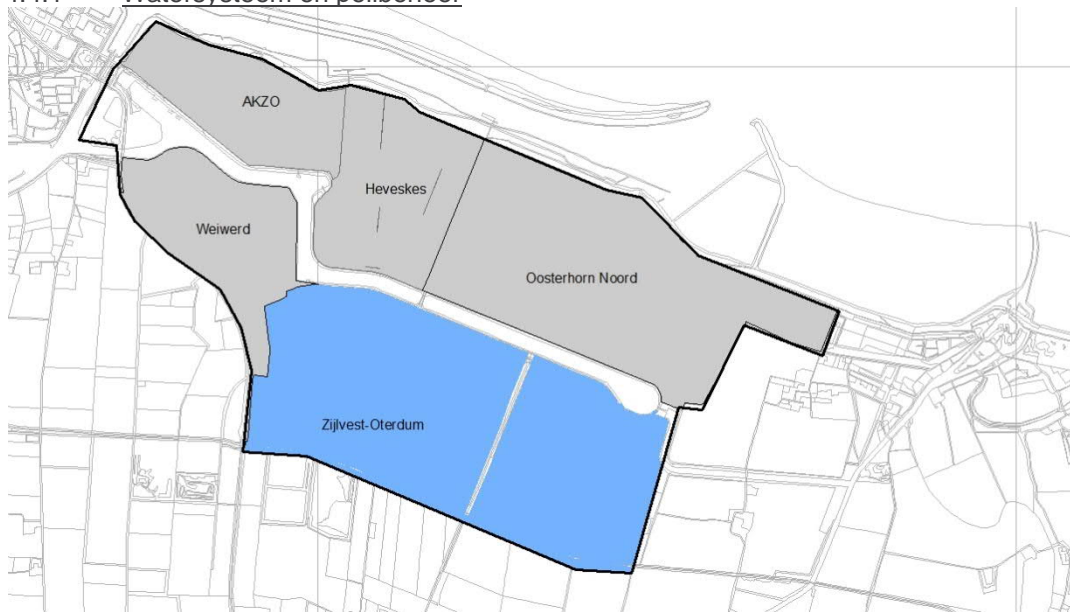 Watersysteem en peilbeheer
AKZO
Heveskes
Weiwerd
Oosterhorn Noord
Zijlvest-Oterdum